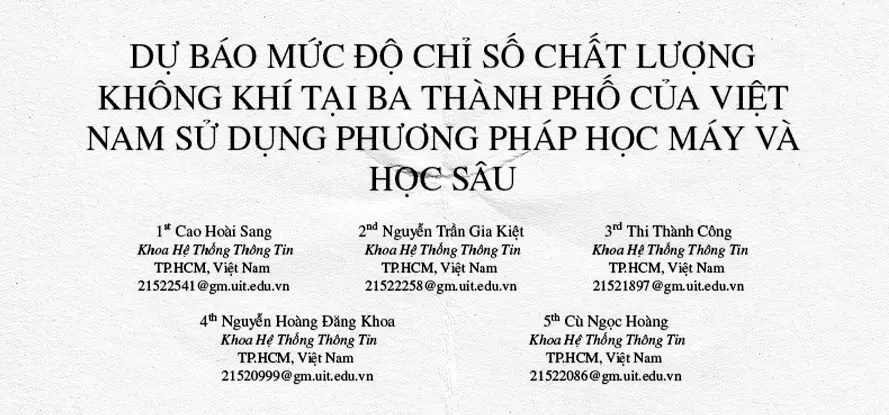 DỰ BÁO MỨC ĐỘ CHỈ SỐ CHẤT LƯỢNG
KHÔNG KHÍ TẠI BA THÀNH PHỐ CỦA VIỆT
NAM SỬ DỤNG PHƯƠNG PHÁP HỌC MÁY VÀ
HỌC SÂU
1st Cao Hoài Sang
Khoa Hệ Thống Thông Tin
TP.HCM, Việt Nam
21522541@gm.uit.edu.vn
2nd Nguyễn Trần Gia Kiệt
Khoa Hệ Thống Thông Tin
TP.HCM, Việt Nam
21522258@gm.uit.edu.vn
3rd Thi Thành Công
Khoa Hệ Thống Thông Tin
TP.HCM, Việt Nam
21521897@gm.uit.edu.vn
4th Nguyễn Hoàng Đăng Khoa
Khoa Hệ Thống Thông Tin
TP.HCM, Việt Nam
21520999@gm.uit.edu.vn
5th Cù Ngọc Hoàng
Khoa Hệ Thống Thông Tin
TP.HCM, Việt Nam
21522086@gm.uit.edu.vn